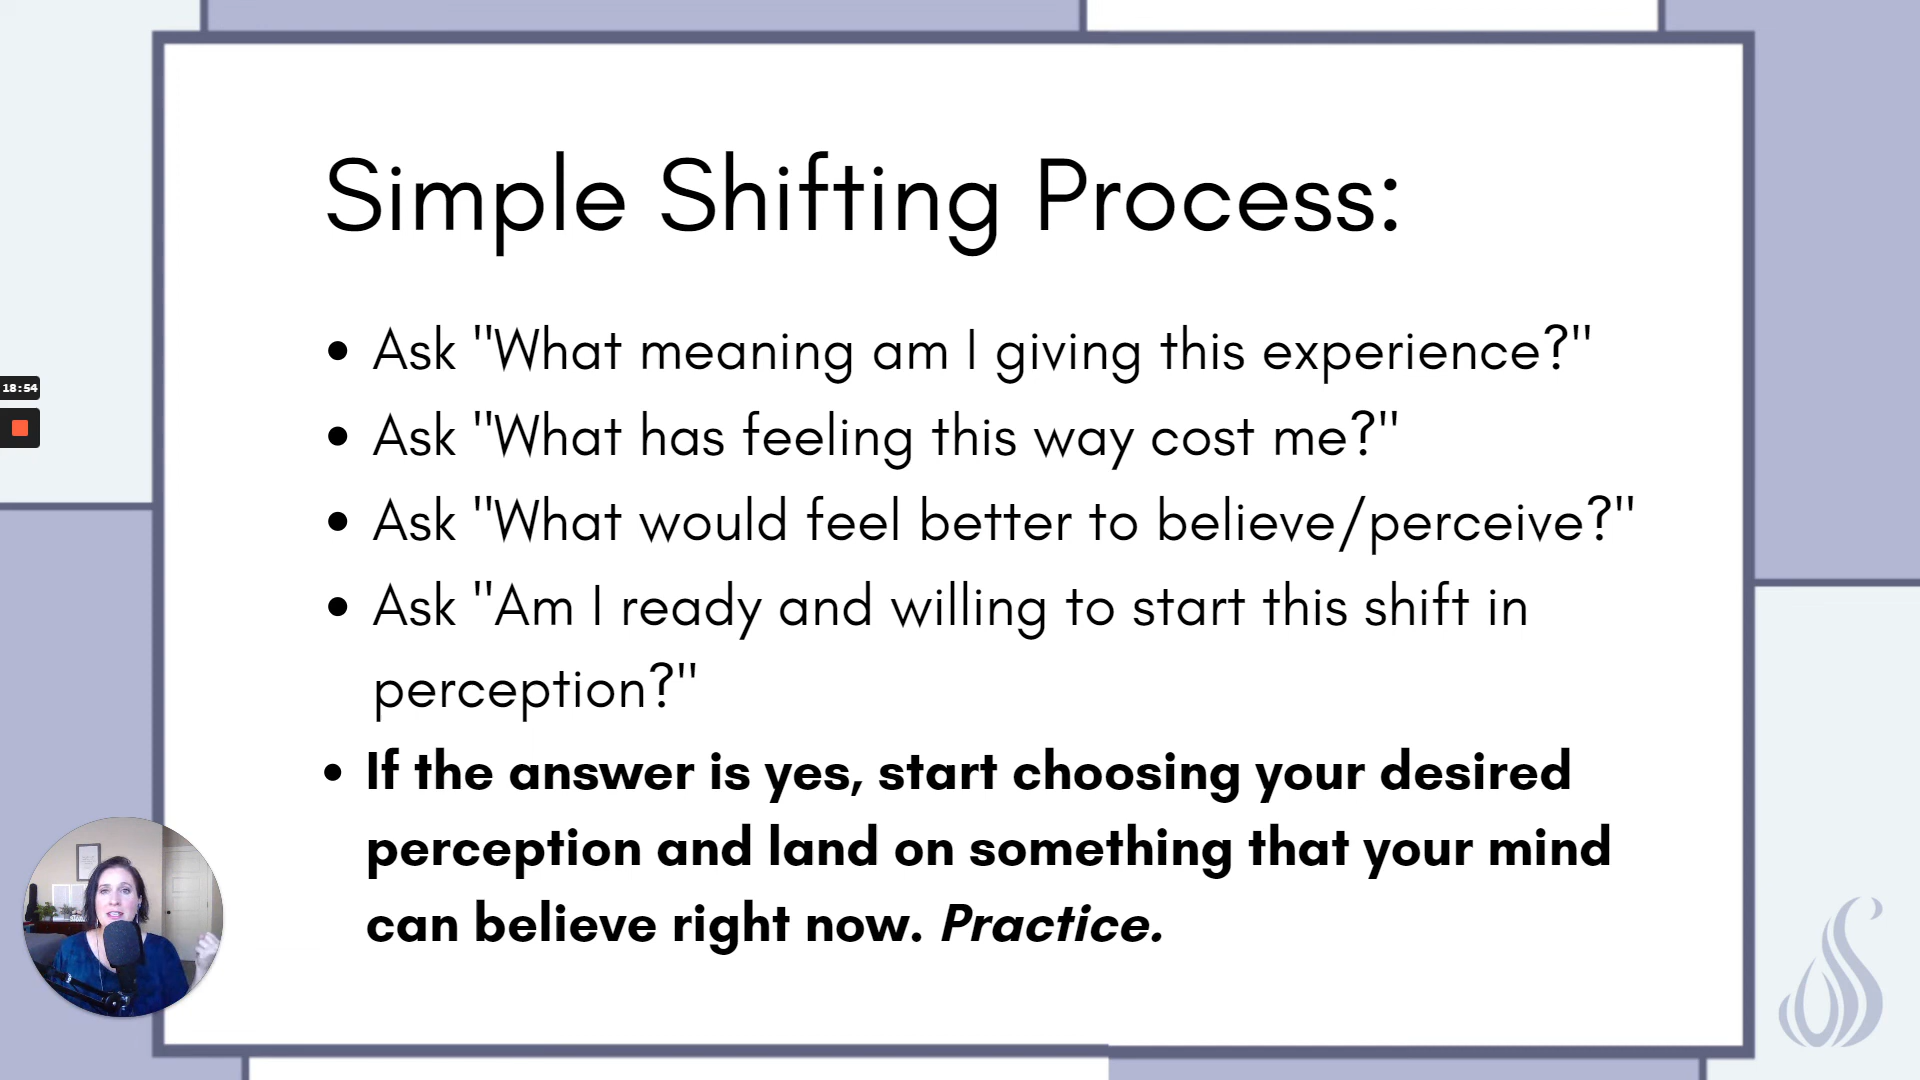 Simple Shifting Process:
• Ask "What meaning am I giving this experience?"
• Ask "What has feeling this way cost me?"
• Ask "What would feel better to believe/perceive?"
• Ask "Am I ready and willing to start this shift in
perception?"
• If the answer is yes, start choosing your desired
perception and land on something that your mind
can believe right now. Practice.
18:54